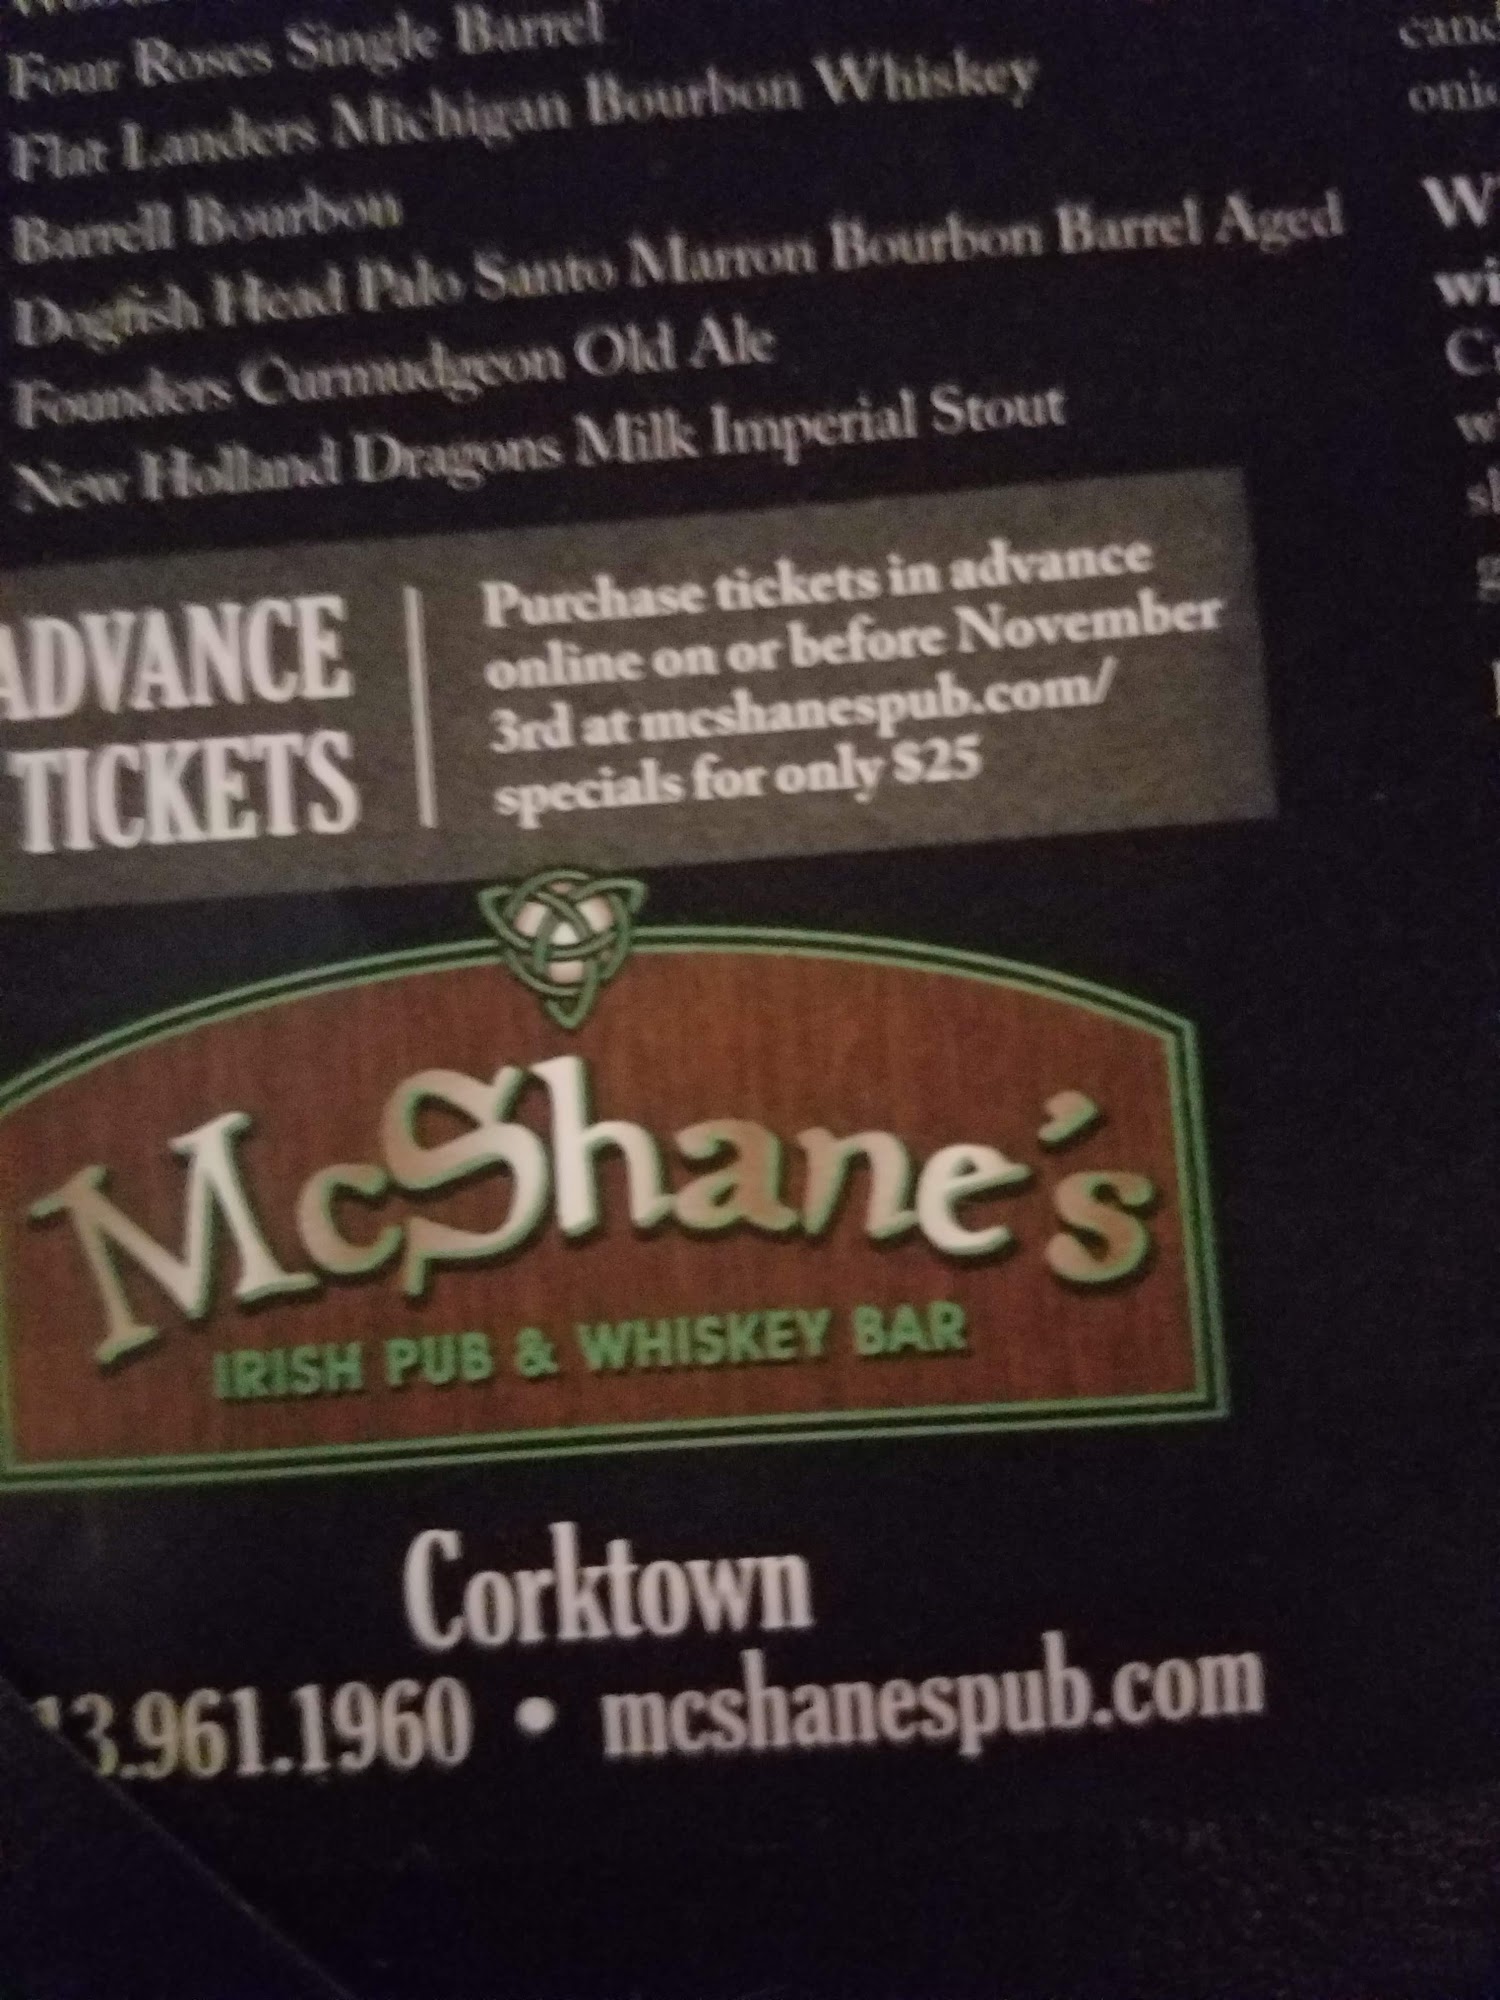 Four Roses Single Barrel
Flat Landers Michigan Bourbon Whiskey
Barrell Bourbon
Dogfish Head Palo Santo Marron Bourbon Barrel Aged
Founders Curmudgeon Old Ale
New Holland Dragons Milk Imperial Stout
ADVANCE
TICKETS
Purchase tickets in advance
online on or before November
3rd at mcshanespub.com/
specials for only $25
McShane's
IRISH PUB & WHISKEY BAR
Corktown
13.961.1960 • mcshanespub.com